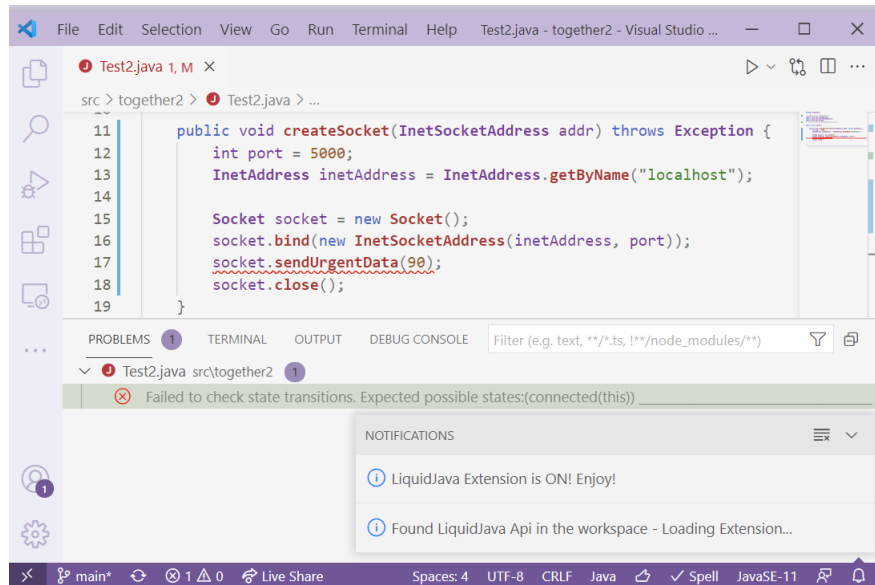 File Edit Selection View Go Run Terminal Help Test2.java - together2 - Visual Studio ...
J Test2.java 1, M ×
src > together2 > J Test2.java > ...
11 public void createSocket(InetSocketAddress addr) throws Exception {
12 int port = 5000;
13 InetAddress inetAddress = InetAddress.getByName("localhost");
14
15 Socket socket = new Socket();
16 socket.bind(new InetSocketAddress(inetAddress, port));
17 socket.sendUrgentData(90);
18 socket.close();
19 }
PROBLEMS 1 TERMINAL OUTPUT DEBUG CONSOLE Filter (e.g. text, **/*.ts, !**/node_modules/**)
J Test2.java src\together2 1
Failed to check state transitions. Expected possible states:(connected(this)) ____________________
NOTIFICATIONS
LiquidJava Extension is ON! Enjoy!
1
Found LiquidJava Api in the workspace - Loading Extension...
main* 1 0 Live Share Spaces: 4 UTF-8 CRLF Java Spell JavaSE-11